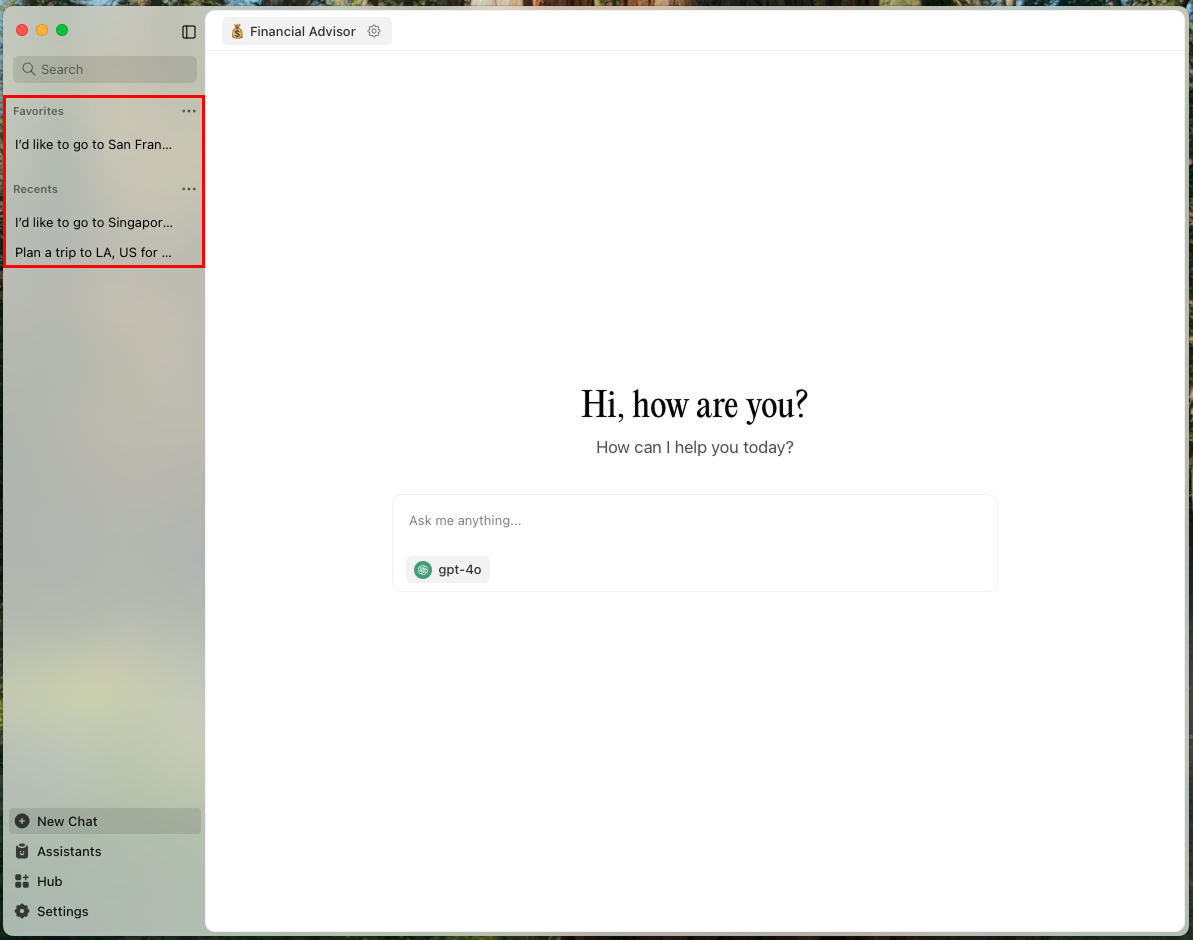 Search
Favorites
I'd like to go to San Fran...
Recents
I'd like to go to Singapor...
Plan a trip to LA, US for ...
New Chat
Assistants
Hub
Settings
Financial Advisor
Hi, how are you?
How can I help you today?
Ask me anything...
gpt-4o